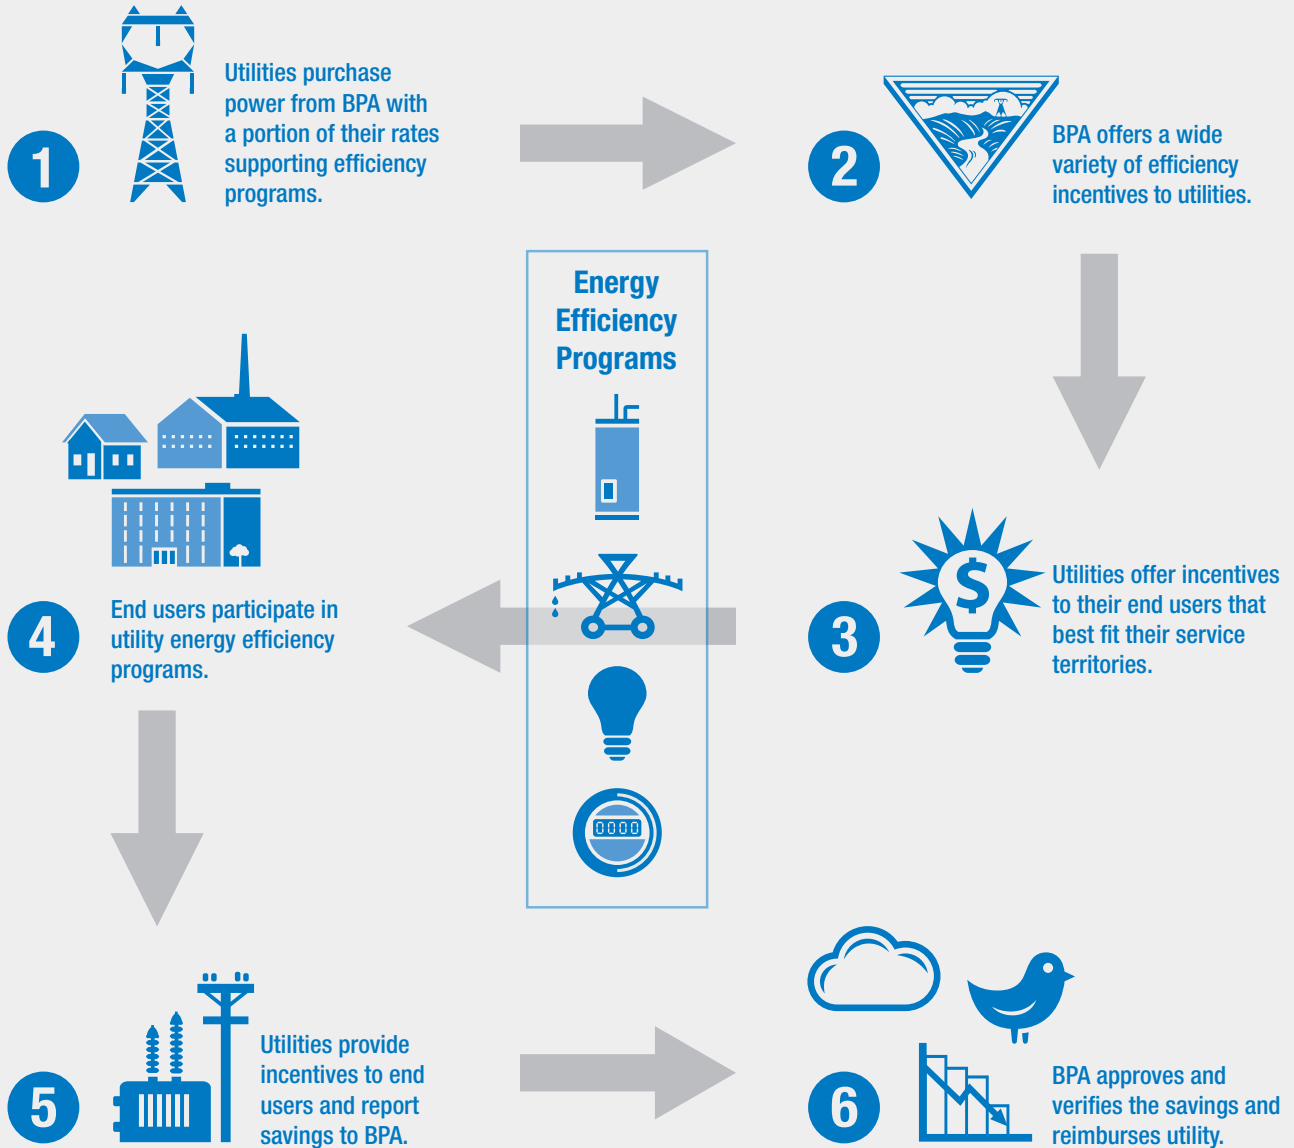 1
Utilities purchase
power from BPA with
a portion of their rates
supporting efficiency
programs.
2
BPA offers a wide
variety of efficiency
incentives to utilities.
Energy
Efficiency
Programs
$
3
Utilities offer incentives
to their end users that
best fit their service
territories.
4
End users participate in
utility energy efficiency
programs.
0000
5
Utilities provide
incentives to end
users and report
savings to BPA.
6
BPA approves and
verifies the savings and
reimburses utility.